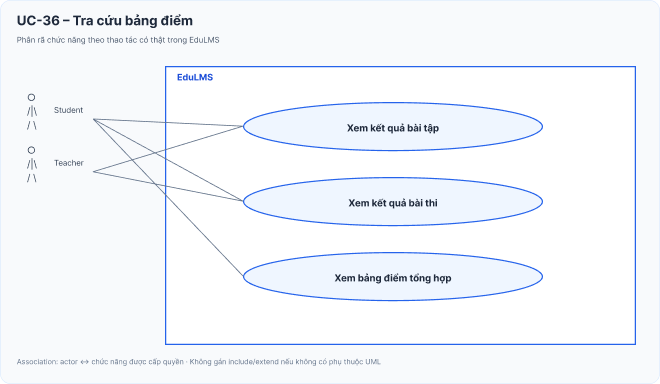 UC-36 – Tra cứu bảng điểm
Phân rã chức năng theo thao tác có thật trong EduLMS
EduLMS
Student
Teacher
Xem kết quả bài tập
Xem kết quả bài thi
Xem bảng điểm tổng hợp
Association: actor ↔ chức năng được cấp quyền · Không gán include/extend nếu không có phụ thuộc UML